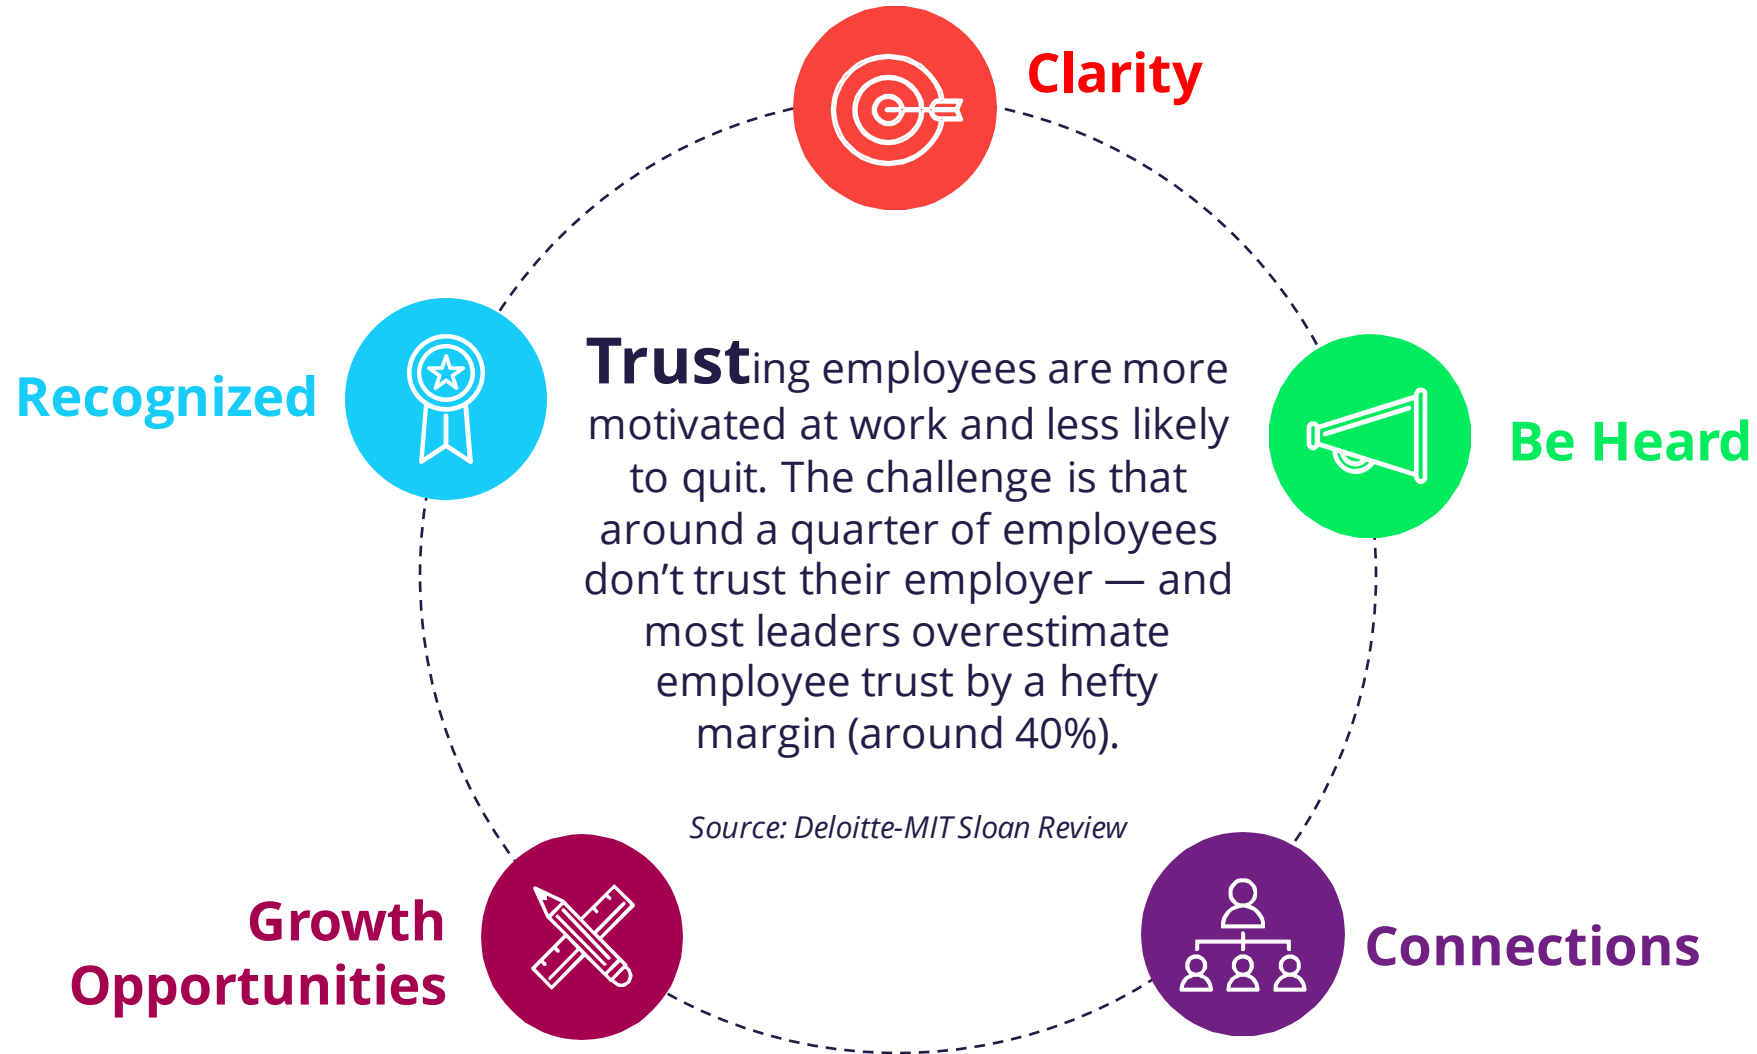 Clarity
Recognized
Be Heard
Trusting employees are more
motivated at work and less likely
to quit. The challenge is that
around a quarter of employees
don’t trust their employer — and
most leaders overestimate
employee trust by a hefty
margin (around 40%).
Source: Deloitte-MIT Sloan Review
Growth
Opportunities
Connections